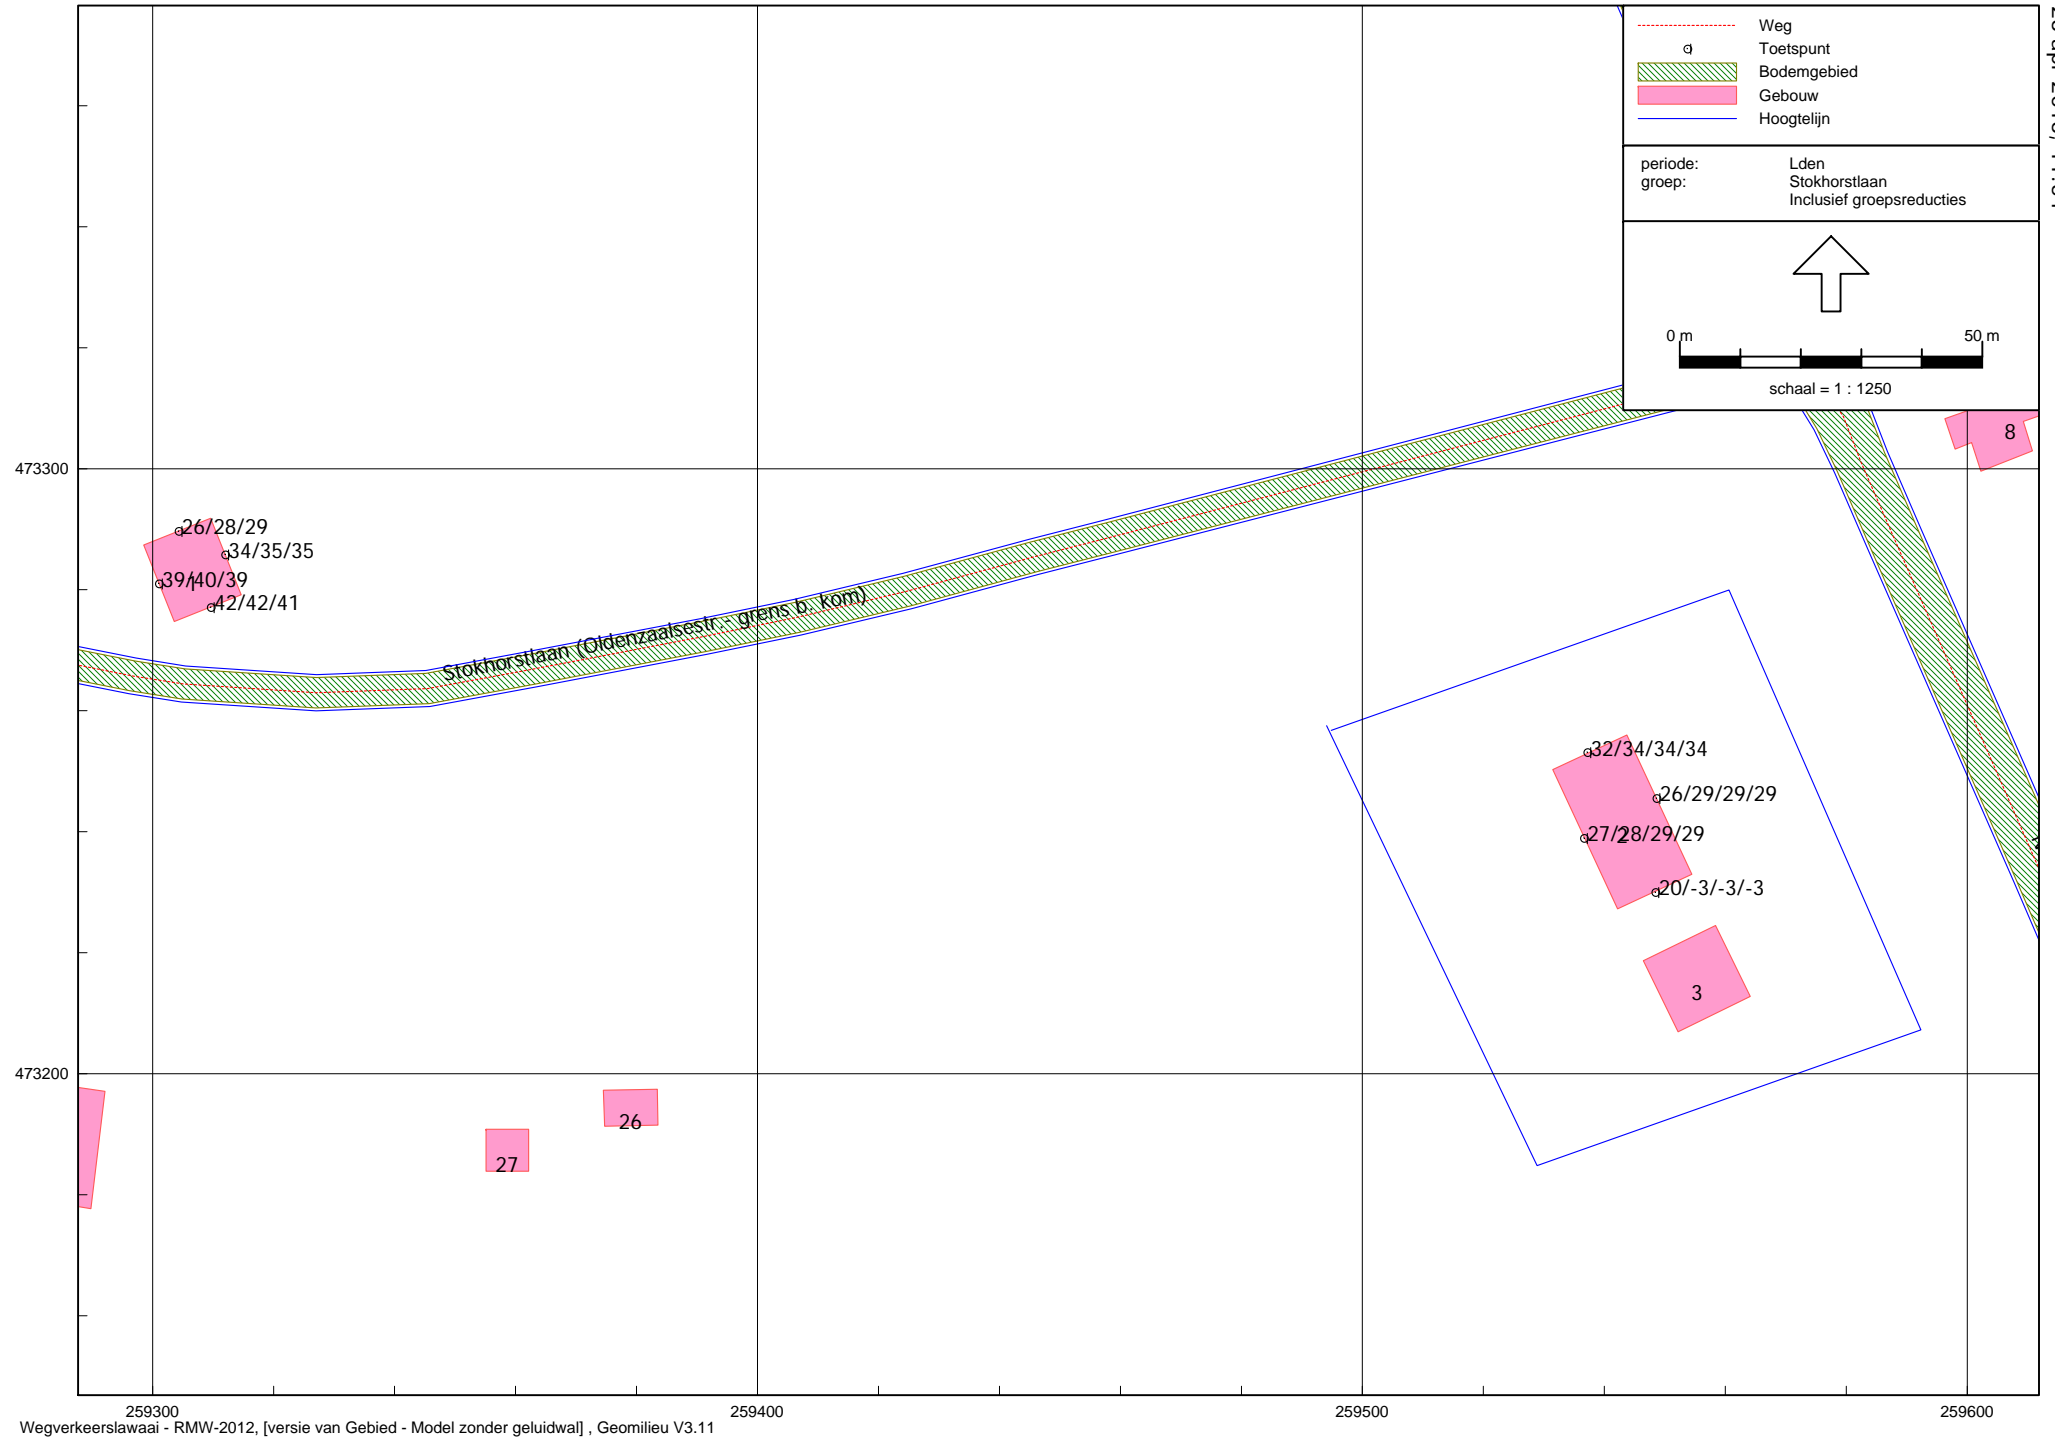 Weg
Toetspunt
Bodemgebied
Gebouw
Hoogtelijn
periode: Lden
groep: Stokhorstlaan
Inclusief groepsreducties
0 m 50 m
schaal = 1 : 1250
8
473300
26/28/29
34/35/35
39/40/39
1
42/42/41
Stokhorstlaan (Oldenzaalsestr.- grens b. kom)
32/34/34/34
26/29/29/29
27/28/29/29
2
20/-3/-3/-3
3
473200
26
27
259300 259400 259500 259600
Wegverkeerslawaai - RMW-2012, [versie van Gebied - Model zonder geluidwal] , Geomilieu V3.11